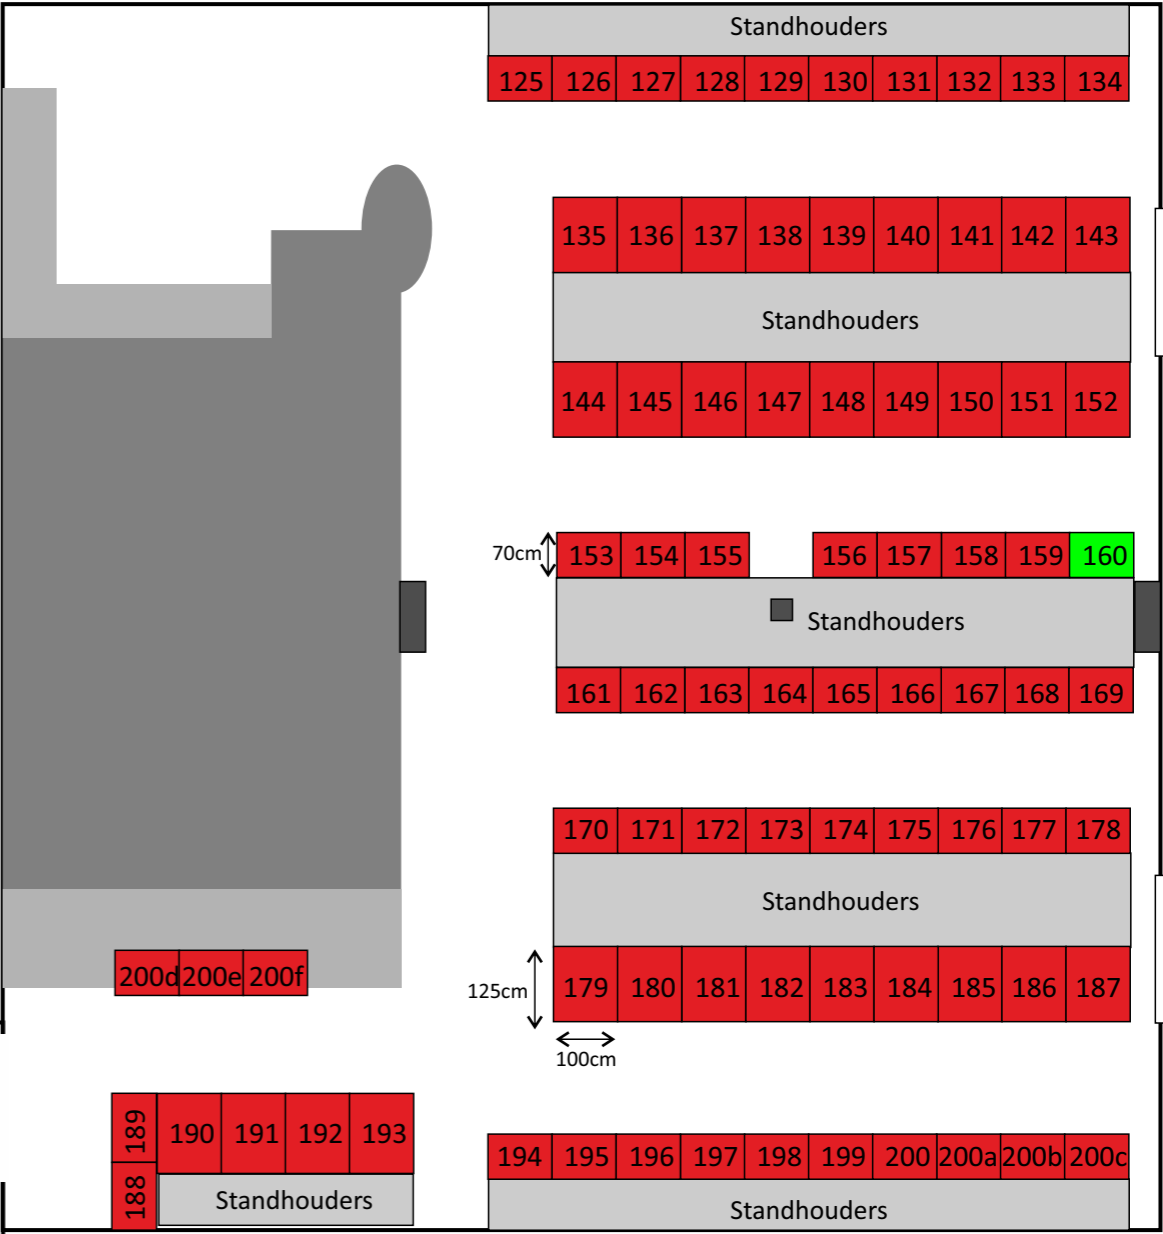 Standhouders
125 126 127 128 129 130 131 132 133 134
135 136 137 138 139 140 141 142 143
Standhouders
144 145 146 147 148 149 150 151 152
70cm 153 154 155 156 157 158 159 160
Standhouders
161 162 163 164 165 166 167 168 169
170 171 172 173 174 175 176 177 178
Standhouders
200d 200e 200f
125cm 179 180 181 182 183 184 185 186 187
100cm
189 190 191 192 193
188 Standhouders
194 195 196 197 198 199 200 200a 200b 200c
Standhouders